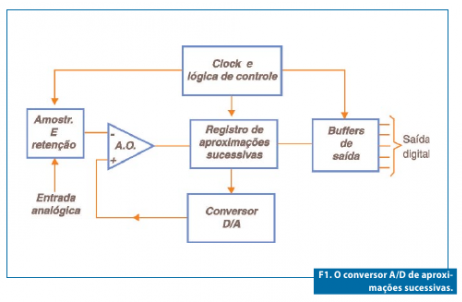 Clock e
lógica de controle
Amostr.
E
retenção
-
+
A.O.
Registro de
aproximações
sucessivas
Buffers
de
saída
Saída
digital
Entrada
analógica
Conversor
D/A
F1. O conversor A/D de aproxi-
mações sucessivas.